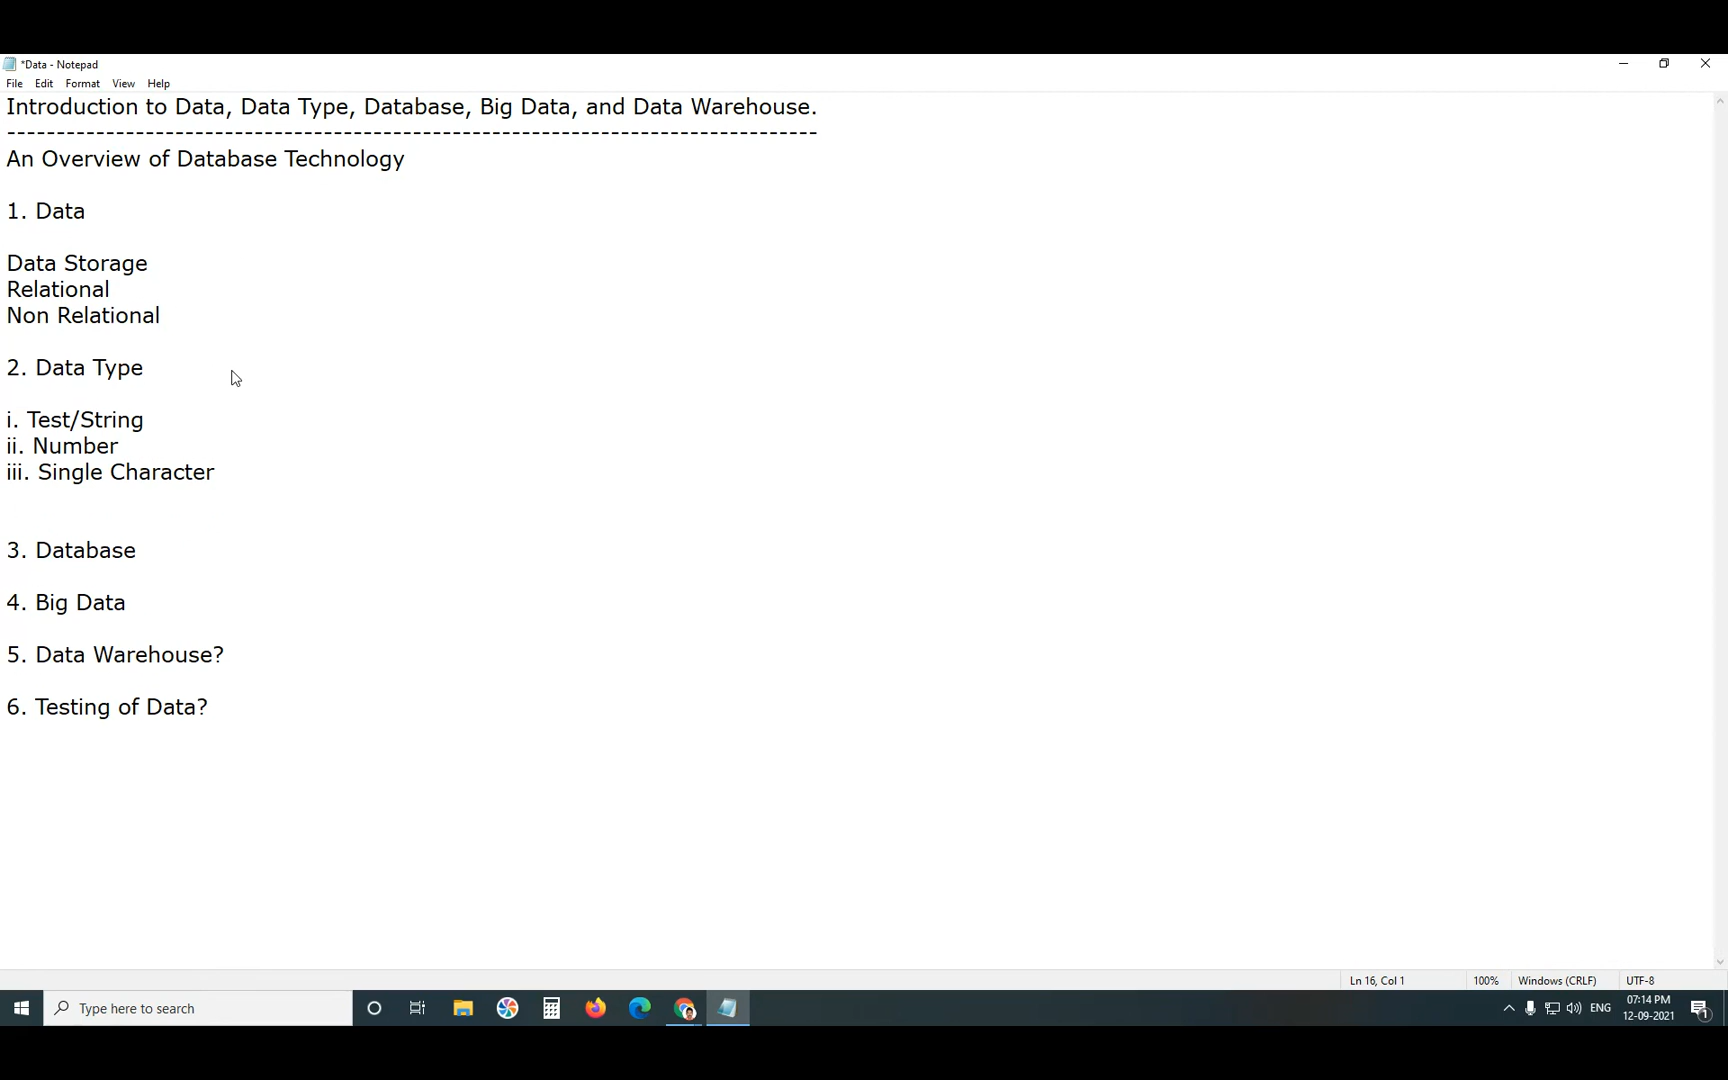 *Data - Notepad
File Edit Format View Help
Introduction to Data, Data Type, Database, Big Data, and Data Warehouse.
----------------------------------------------------------------------------------
An Overview of Database Technology
1. Data
Data Storage
Relational
Non Relational
2. Data Type
i. Test/String
ii. Number
iii. Single Character
3. Database
4. Big Data
5. Data Warehouse?
6. Testing of Data?
Ln 16, Col 1 100% Windows (CRLF) UTF-8
Type here to search
ENG
07:14 PM
12-09-2021
1